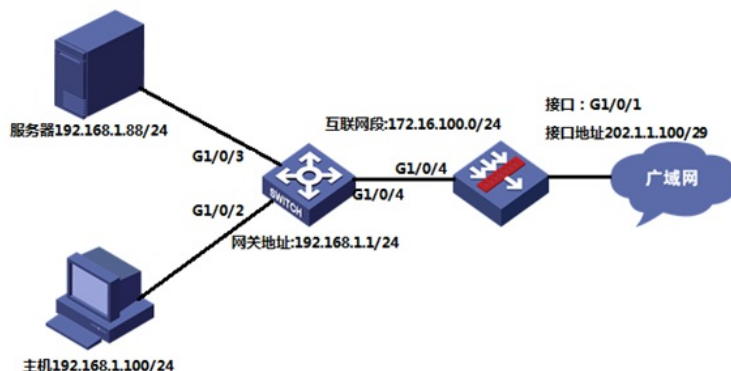 服务器192.168.1.88/24
互联网段:172.16.100.0/24
接口：G1/0/1
接口地址202.1.1.100/29
G1/0/3
G1/0/4
G1/0/4
广域网
SWITCH
G1/0/2
网关地址:192.168.1.1/24
主机192.168.1.100/24